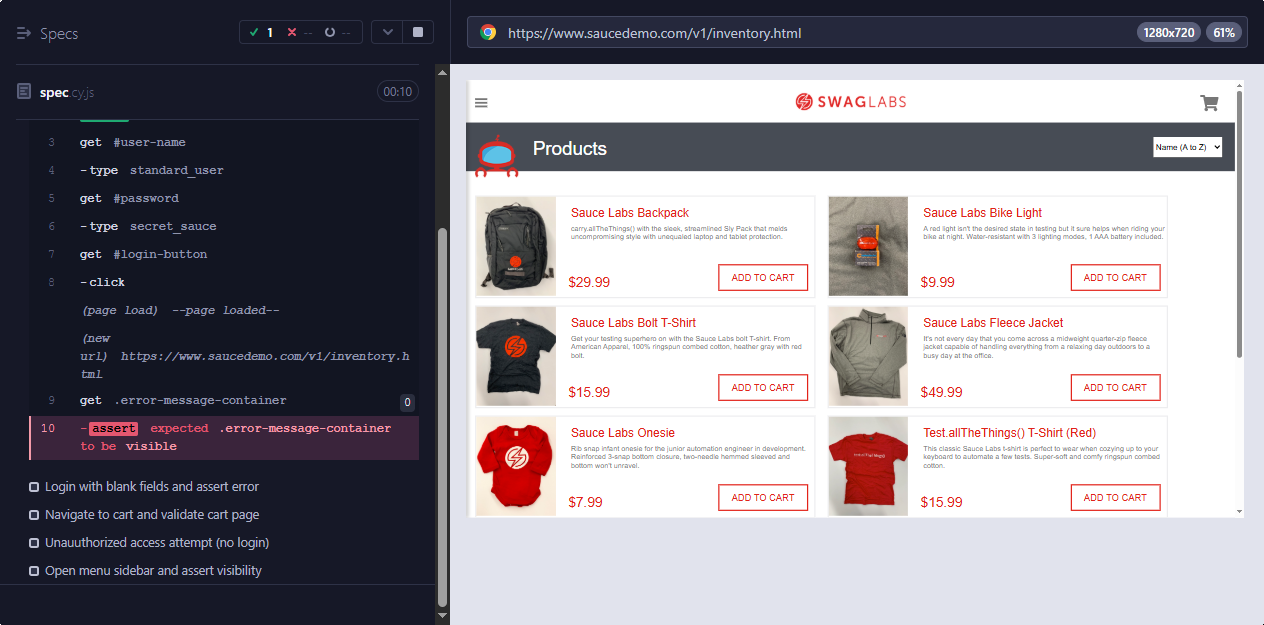 Specs
1 -- --
https://www.saucedemo.com/v1/inventory.html
1280x720 61%
spec.cy.js 00:10
3 get #user-name
4 -type standard_user
5 get #password
6 -type secret_sauce
7 get #login-button
8 -click
(page load) --page loaded--
(new
url) https://www.saucedemo.com/v1/inventory.h
tml
9 get .error-message-container 0
10 -assert expected .error-message-container
to be visible
Login with blank fields and assert error
Navigate to cart and validate cart page
Unauuthorized access attempt (no login)
Open menu sidebar and assert visibility
SWAGLABS
Products
Name (A to Z)
Sauce Labs Backpack
carry.allTheThings() with the sleek, streamlined Sly Pack that melds
uncompromising style with unequaled laptop and tablet protection.
$29.99
ADD TO CART
Sauce Labs Bike Light
A red light isn't the desired state in testing but it sure helps when riding your
bike at night. Water-resistant with 3 lighting modes, 1 AAA battery included.
$9.99
ADD TO CART
Sauce Labs Bolt T-Shirt
Get your testing superhero on with the Sauce Labs bolt T-shirt. From
American Apparel, 100% ringspun combed cotton, heather gray with red
bolt.
$15.99
ADD TO CART
Sauce Labs Fleece Jacket
It's not every day that you come across a midweight quarter-zip fleece
jacket capable of handling everything from a relaxing day outdoors to a
busy day at the office.
$49.99
ADD TO CART
Sauce Labs Onesie
Rib snap infant onesie for the junior automation engineer in development.
Reinforced 3-snap bottom closure, two-needle hemmed sleeved and
bottom won't unravel.
$7.99
ADD TO CART
Test.allTheThings() T-Shirt (Red)
This classic Sauce Labs t-shirt is perfect to wear when cozying up to your
keyboard to automate a few tests. Super-soft and comfy ringspun combed
cotton.
$15.99
ADD TO CART